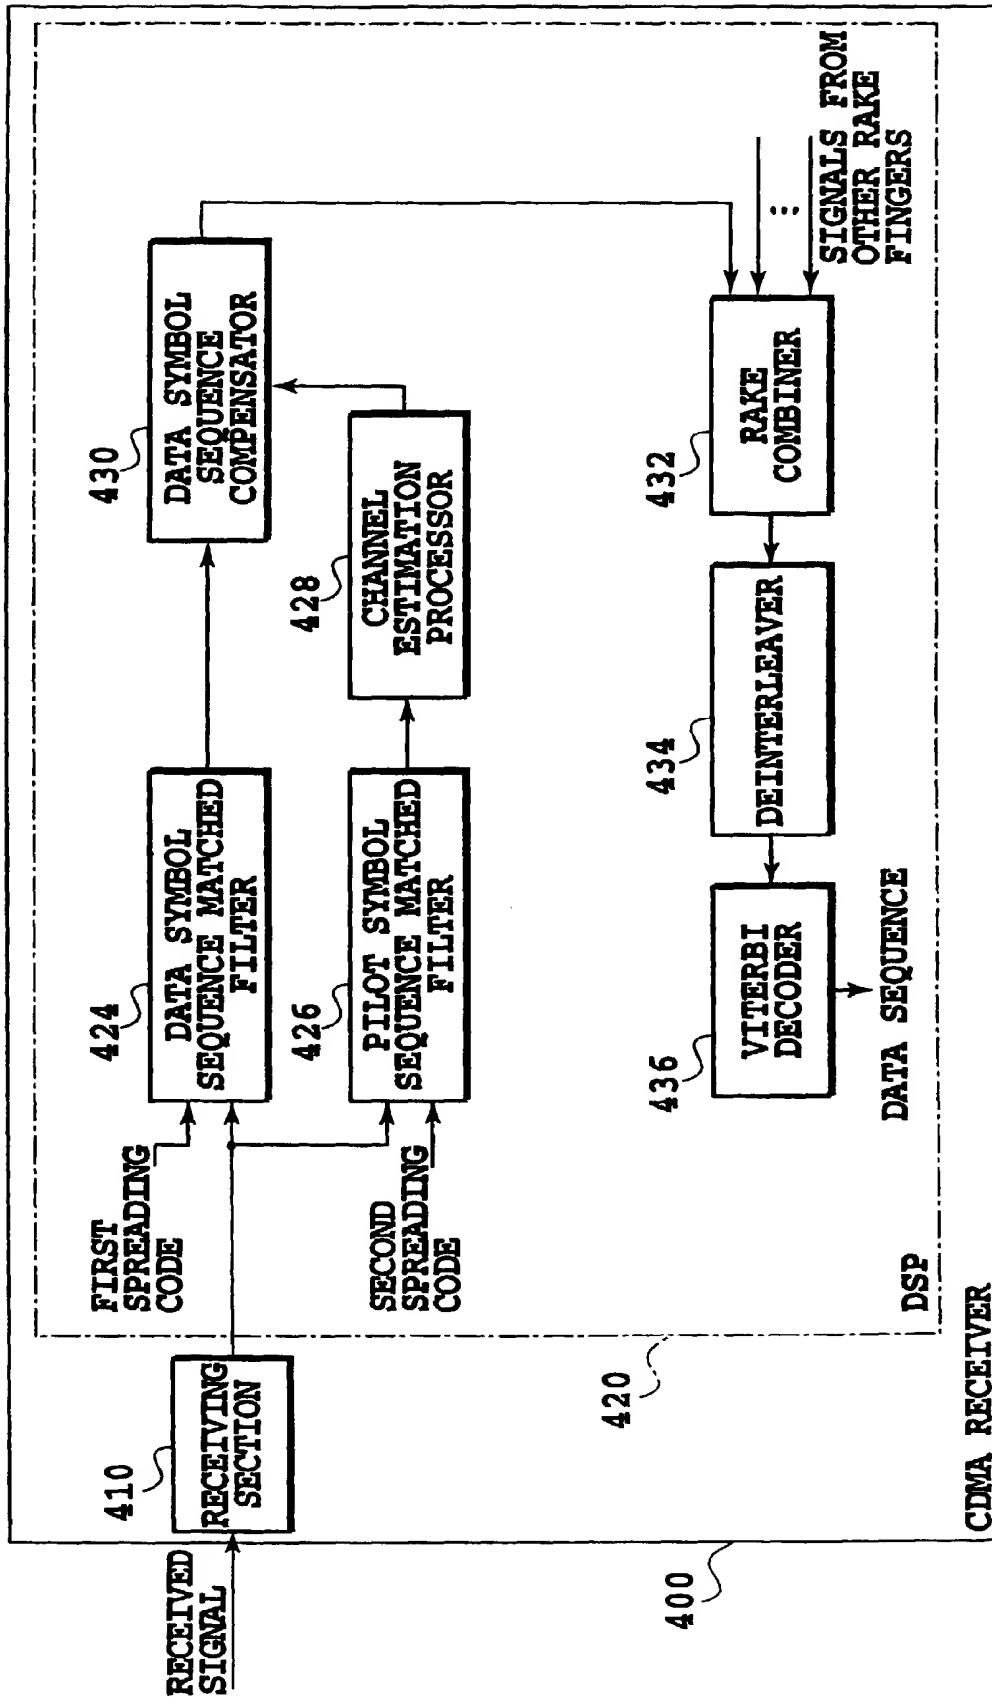 RECEIVED
SIGNAL
410
RECEIVING
SECTION
FIRST
SPREADING
CODE
424
DATA SYMBOL
SEQUENCE MATCHED
FILTER
430
DATA SYMBOL
SEQUENCE
COMPENSATOR
SECOND
SPREADING
CODE
426
PILOT SYMBOL
SEQUENCE MATCHED
FILTER
428
CHANNEL
ESTIMATION
PROCESSOR
436
VITERBI
DECODER
DATA SEQUENCE
434
DEINTERLEAVER
432
RAKE
COMBINER
...
SIGNALS FROM
OTHER RAKE
FINGERS
420
DSP
400
CDMA RECEIVER